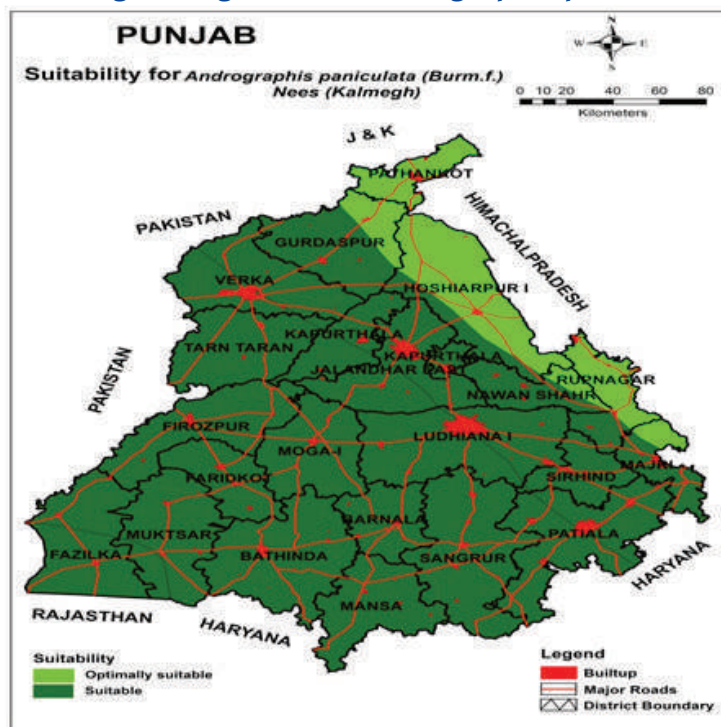 PUNJAB
N
W E
S
Suitability for Andrographis paniculata (Burm.f.)
Nees (Kalmegh)
0 10 20 40 60 80
Kilometers
J & K
PATHANKOT
PAKISTAN
HIMACHALPRADESH
GURDASPUR
VERKA
HOSHIARPUR I
KAPURTHALA
TARN TARAN
KAPURTHALA
JALANDHAR EAST
RUPNAGAR
PAKISTAN
NAWAN SHAHR
FIROZPUR
LUDHIANA I
MOGA-I
MAJRI
FARIDKOT
SIRHIND
BARNALA
MUKTSAR
PATIALA
FAZILKA
BATHINDA
SANGRUR
HARYANA
MANSA
RAJASTHAN
HARYANA
Suitability
Optimally suitable
Suitable
Legend
Builtup
Major Roads
District Boundary